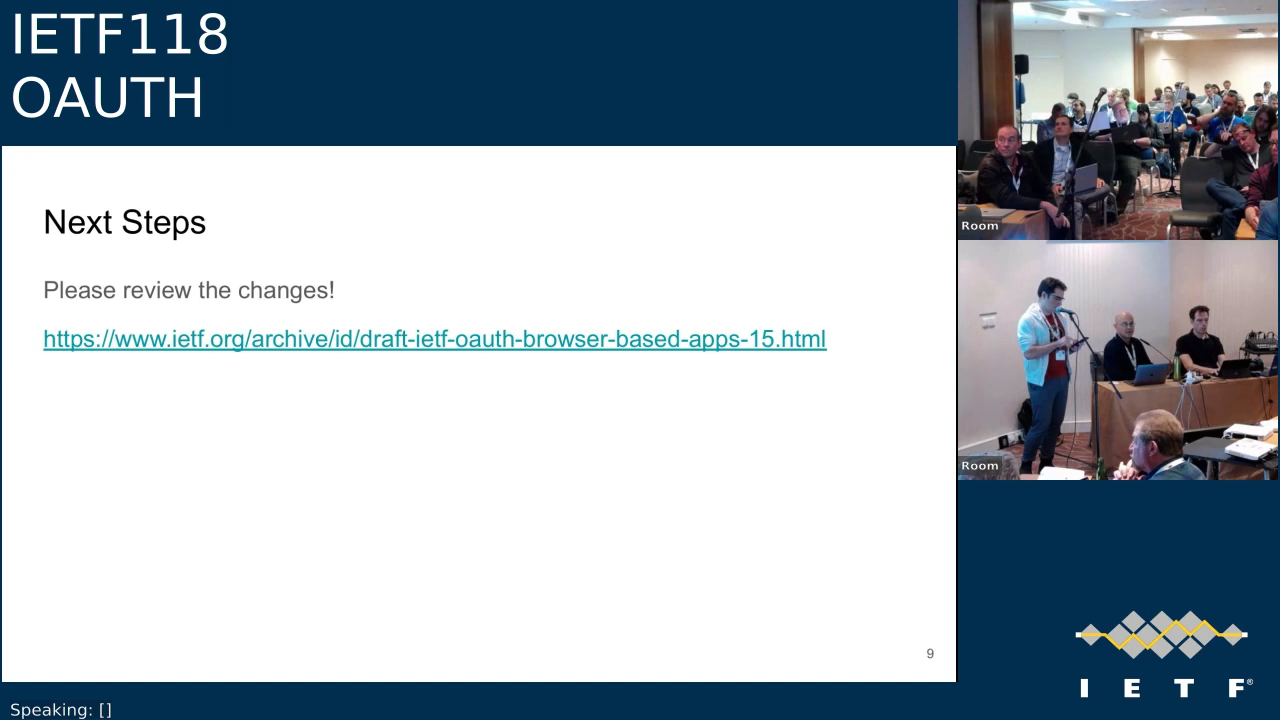 IETF118
OAUTH
Next Steps
Please review the changes!
https://www.ietf.org/archive/id/draft-ietf-oauth-browser-based-apps-15.html
9
Room
Room
I E T F®
Speaking: []